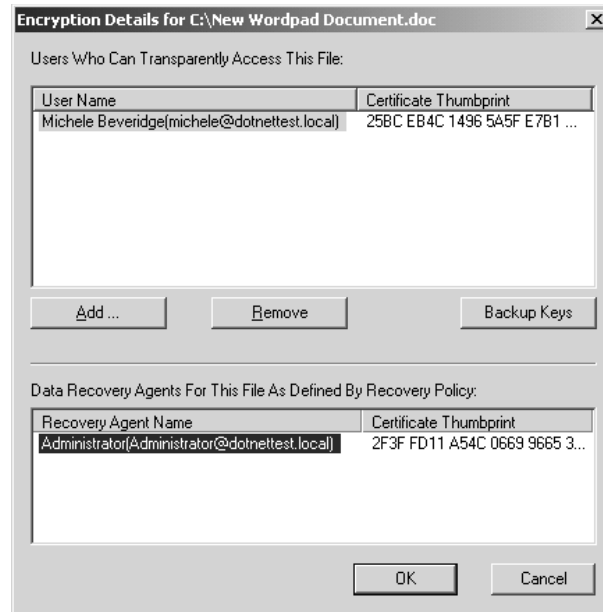 Encryption Details for C:\New Wordpad Document.doc
Users Who Can Transparently Access This File:
User Name Certificate Thumbprint
Michele Beveridge(michele@dotnettest.local) 25BC EB4C 1496 5A5F E7B1 ...
Add ... Remove Backup Keys
Data Recovery Agents For This File As Defined By Recovery Policy:
Recovery Agent Name Certificate Thumbprint
Administrator(Administrator@dotnettest.local) 2F3F FD11 A54C 0669 9665 3...
OK Cancel